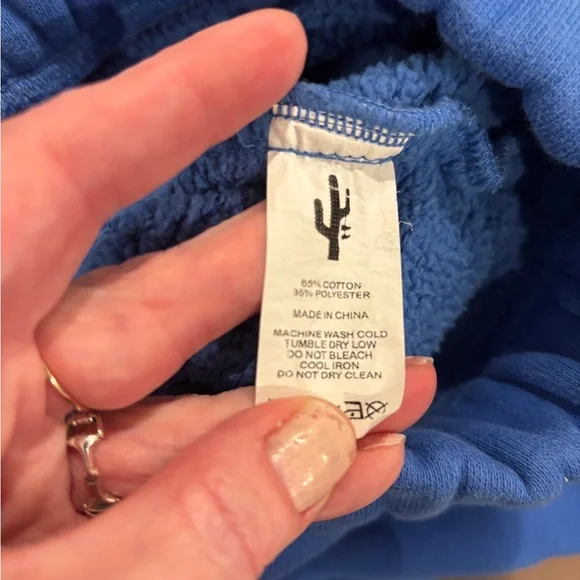 65% COTTON
35% POLYESTER
MADE IN CHINA
MACHINE WASH COLD
TUMBLE DRY LOW
DO NOT BLEACH
COOL IRON
DO NOT DRY CLEAN